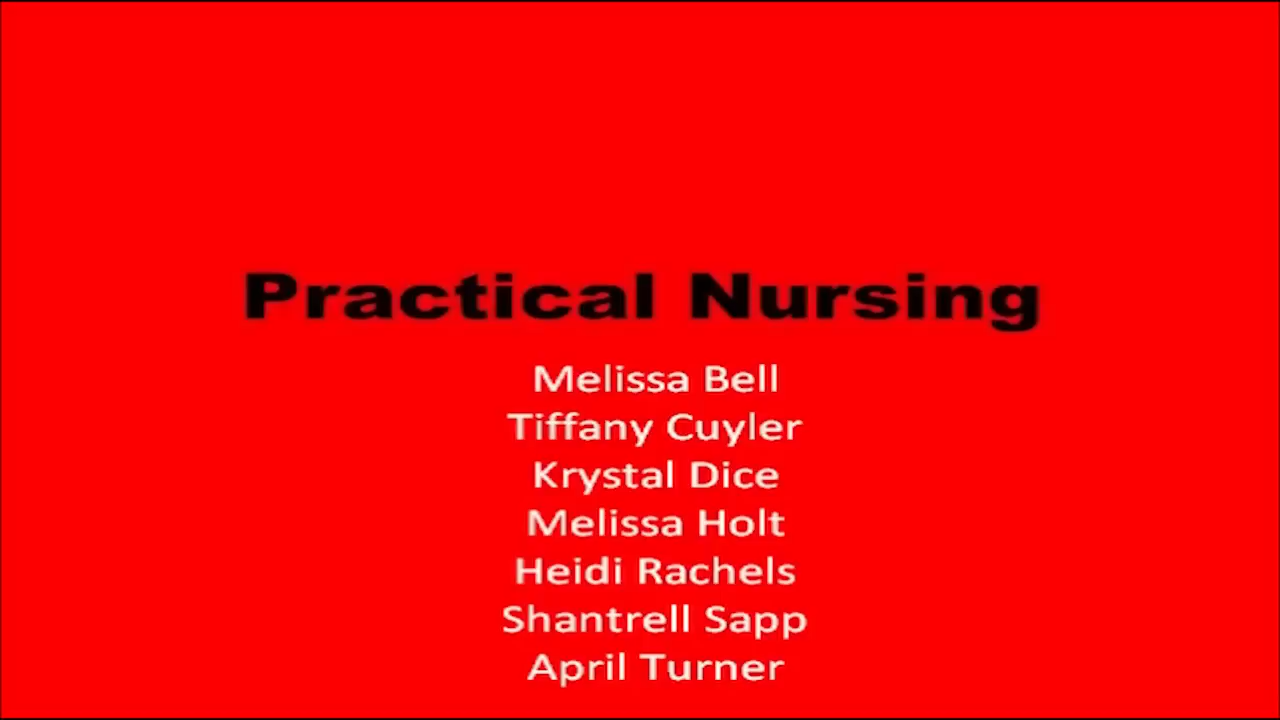 Practical Nursing
Melissa Bell
Tiffany Cuyler
Krystal Dice
Melissa Holt
Heidi Rachels
Shantrell Sapp
April Turner